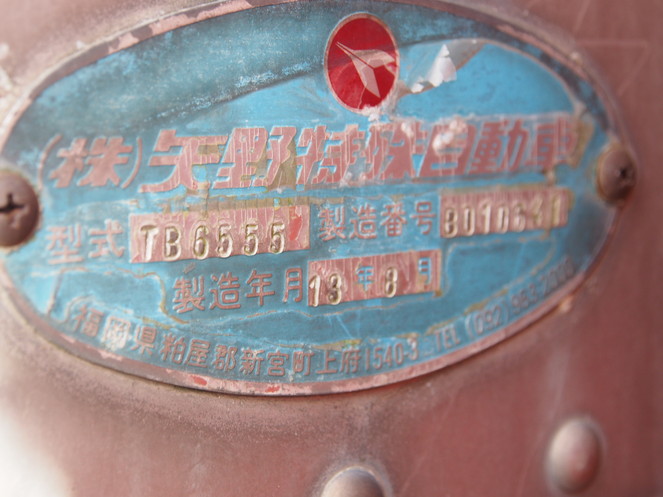 (株)矢野特殊自動車
型式 TB6555 製造番号
製造年月 13年 8月
福岡県粕屋郡新宮町上府1540-3 TEL (092)